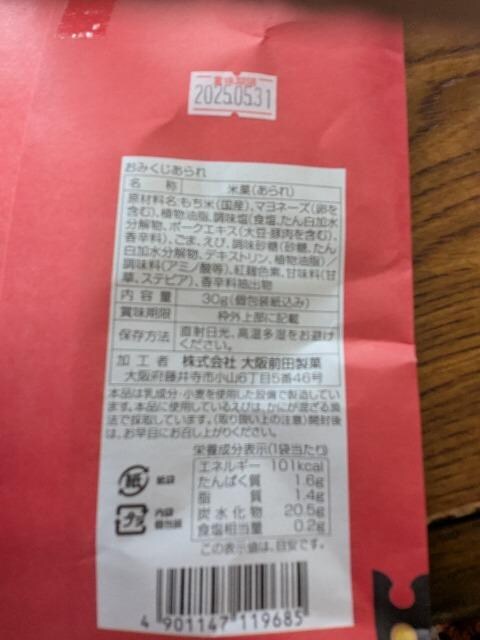 賞味期限
2025.05.31
おみくじあられ
名 称 米菓(あられ)
原材料名:もち米(国産)、マヨネーズ(卵を
含む)、植物油脂、調味塩(食塩、たん白加水
分解物、ポークエキス(大豆・豚肉を含む)、
香辛料)、ごま、えび、調味砂糖(砂糖、たん
白加水分解物、デキストリン、植物油脂)／
調味料(アミノ酸等)、紅麹色素、甘味料(甘
草、ステビア)、香辛料抽出物
内 容 量 30g(個包装紙込み)
賞味期限 枠外上部に記載
保存方法 直射日光、高温多湿をお避け
ください。
加 工 者 株式会社 大阪前田製菓
大阪府藤井寺市小山6丁目5番46号
本品は乳成分・小麦を使用した設備で製造してい
ます。本品に使用しているえびは、かにが混ざる漁
法で採取しています。(取り扱い上の注意)開封後
は、お早目にお召し上がりください。
栄養成分表示(1袋当たり)
エネルギー 101kcal
たんぱく質 1.6g
脂 質 1.4g
炭水化物 20.5g
食塩相当量 0.2g
この表示値は、目安です。
紙 紙袋
プラ 内袋
個包装
4 901147 119685